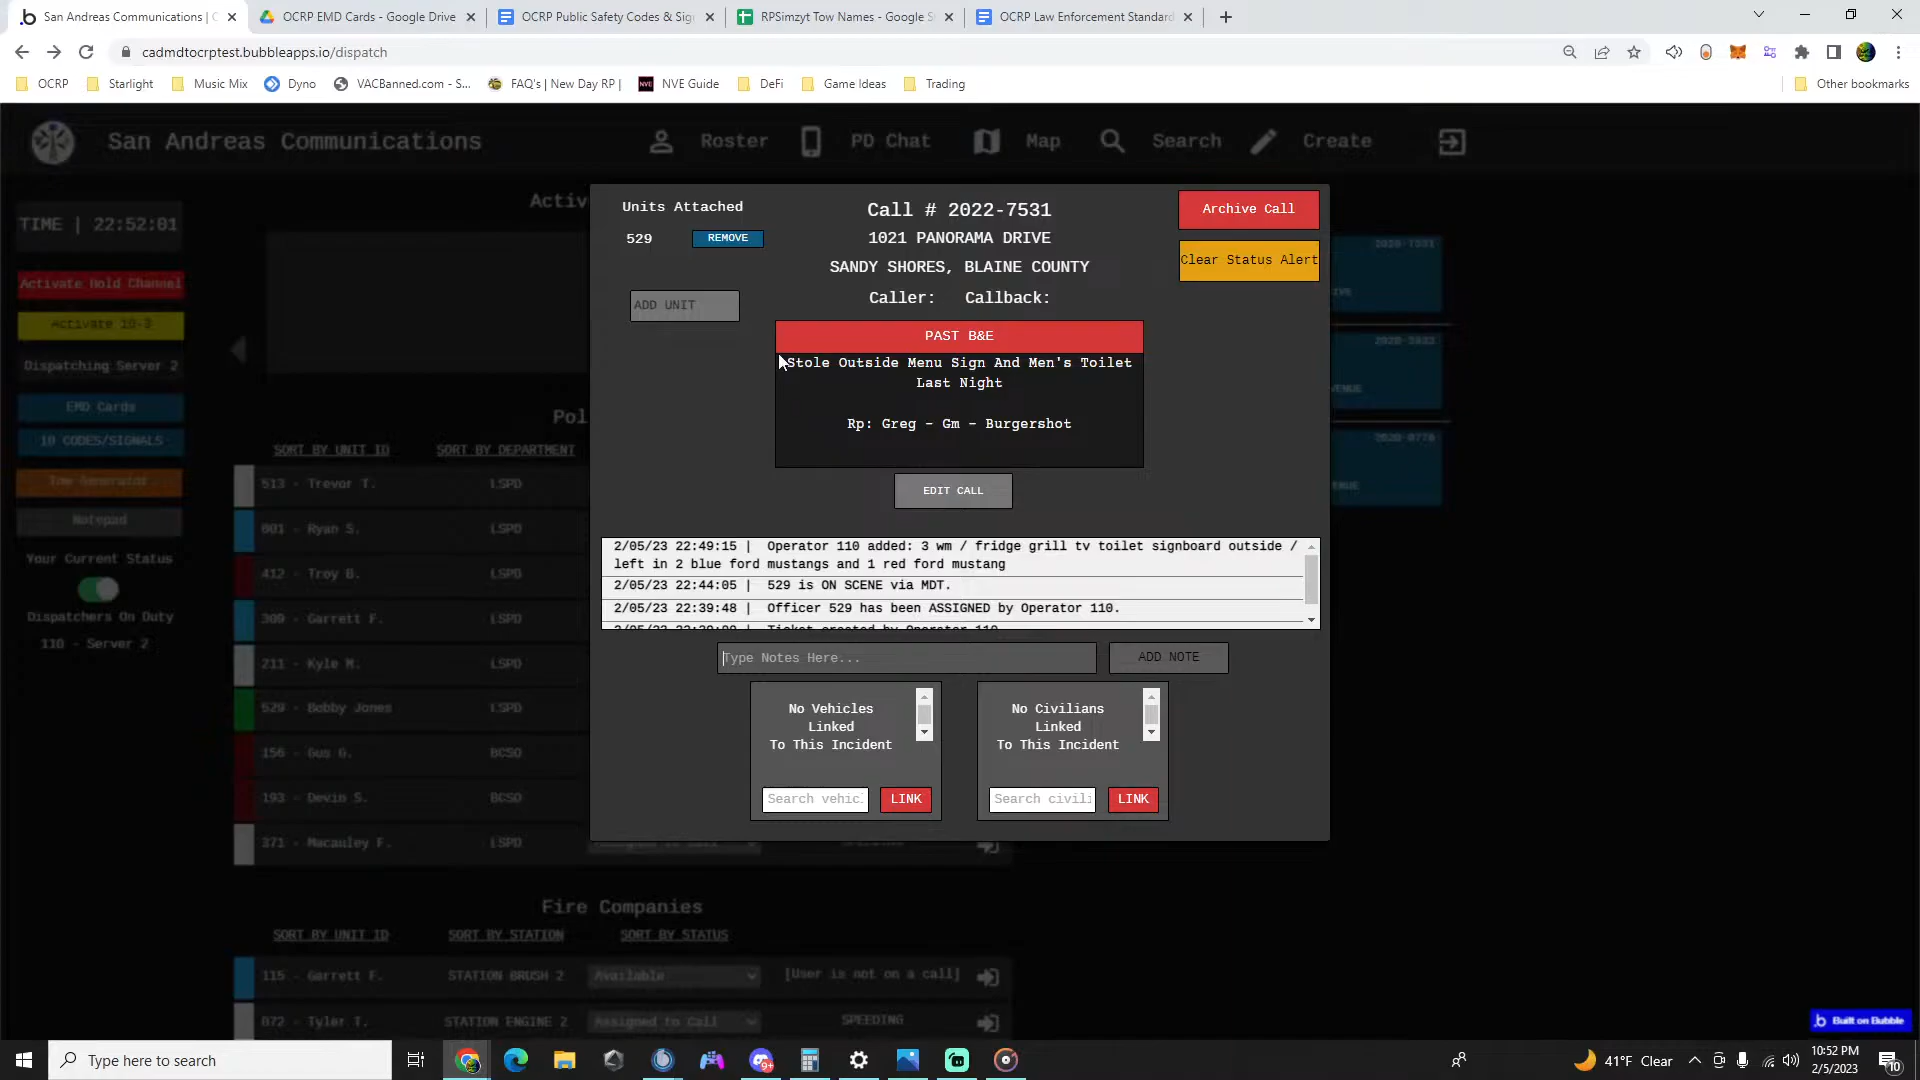 San Andreas Communications | C
OCRP EMD Cards - Google Drive
OCRP Public Safety Codes & Sig
RPSimzyt Tow Names - Google S
OCRP Law Enforcement Standard
cadmdtocrptest.bubbleapps.io/dispatch
OCRP
Starlight
Music Mix
Dyno
VACBanned.com - S...
FAQ's | New Day RP |
NVE Guide
DeFi
Game Ideas
Trading
Other bookmarks
San Andreas Communications
Roster
PD Chat
Map
Search
Create
TIME | 22:52:01
Activate Hold Channel
Activate 10-3
Dispatching Server 2
EMD Cards
10 CODES/SIGNALS
Tow Generator
Notepad
Your Current Status
Dispatchers On Duty
110 - Server 2
Activ
Pol
SORT BY UNIT ID
SORT BY DEPARTMENT
513 - Trevor T.
LSPD
801 - Ryan S.
LSPD
412 - Troy B.
LSPD
309 - Garrett F.
LSPD
211 - Kyle M.
LSPD
529 - Bobby Jones
LSPD
156 - Gus G.
BCSO
193 - Devin S.
BCSO
371 - Macauley F.
LSPD
Fire Companies
SORT BY UNIT ID
SORT BY STATION
SORT BY STATUS
115 - Garrett F.
STATION BRUSH 2
Available
[User is not on a call]
872 - Tyler T.
STATION ENGINE 2
Assigned to Call
SPEEDING
Units Attached
529
REMOVE
ADD UNIT
Call # 2022-7531
1021 PANORAMA DRIVE
SANDY SHORES, BLAINE COUNTY
Caller:
Callback:
Archive Call
Clear Status Alert
PAST B&E
Stole Outside Menu Sign And Men's Toilet
Last Night
Rp: Greg - Gm - Burgershot
EDIT CALL
2/05/23 22:49:15 | Operator 110 added: 3 wm / fridge grill tv toilet signboard outside /
left in 2 blue ford mustangs and 1 red ford mustang
2/05/23 22:44:05 | 529 is ON SCENE via MDT.
2/05/23 22:39:48 | Officer 529 has been ASSIGNED by Operator 110.
Ticket created by Operator 110
Type Notes Here...
ADD NOTE
No Vehicles
Linked
To This Incident
Search vehic
LINK
No Civilians
Linked
To This Incident
Search civili
LINK
Built on Bubble
Type here to search
41°F Clear
10:52 PM
2/5/2023